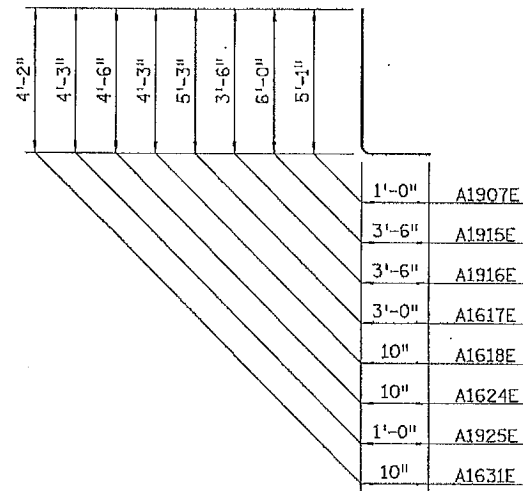 4'-2"
4'-3"
4'-6"
4'-3"
5'-3"
3'-6"
6'-0"
5'-1"
1'-0" A1907E
3'-6" A1915E
3'-6" A1916E
3'-0" A1617E
10" A1618E
10" A1624E
1'-0" A1925E
10" A1631E